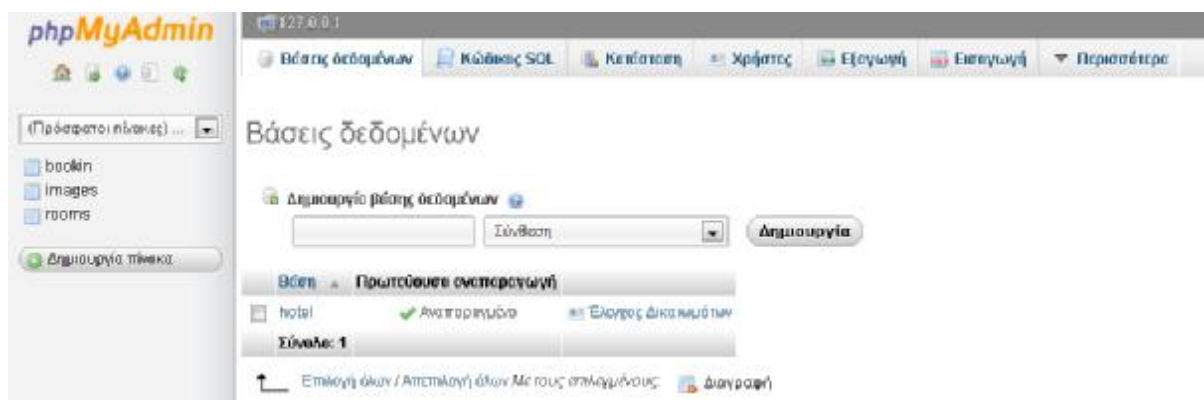 phpMyAdmin
127.0.0.1
Βάσεις δεδομένων Κώδικας SQL Κατάσταση Χρήστες Εξαγωγή Εισαγωγή Περισσότερα
(Πρόσφατοι πίνακες) ...
bookin
images
rooms
Δημιουργία πίνακα
Βάσεις δεδομένων
Δημιουργία βάσης δεδομένων
Σύνθεση Δημιουργία
Βάση Πρωτεύουσα αναπαραγωγή
hotel Αναπαραγμένο Έλεγχος Δικαιωμάτων
Σύνολο: 1
Επιλογή όλων / Απεπιλογή όλων Με τους επιλεγμένους: Διαγραφή